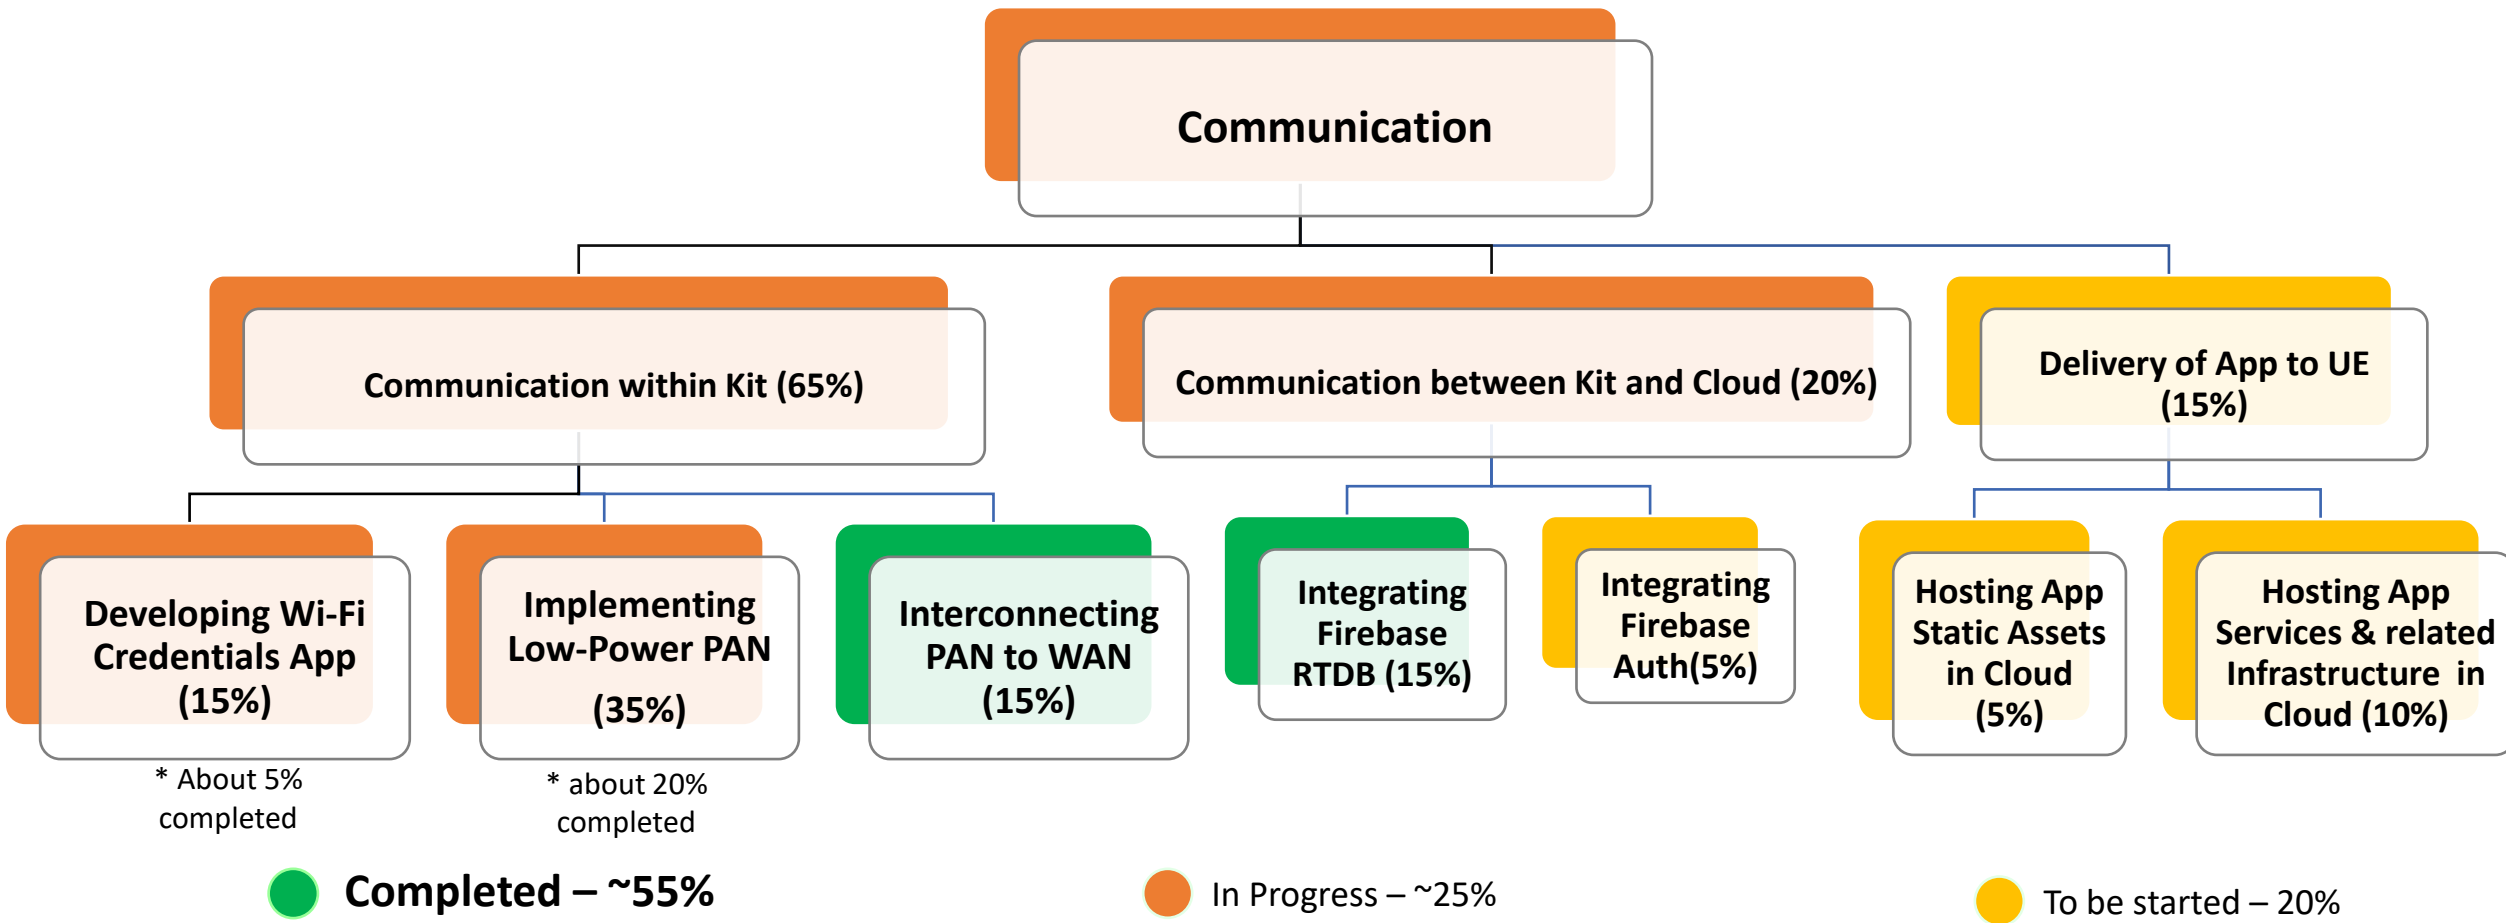 Communication
Communication within Kit (65%)
Communication between Kit and Cloud (20%)
Delivery of App to UE
(15%)
Developing Wi-Fi
Credentials App
(15%)
Implementing
Low-Power PAN
(35%)
Interconnecting
PAN to WAN
(15%)
Integrating
Firebase
RTDB (15%)
Integrating
Firebase
Auth(5%)
Hosting App
Static Assets
in Cloud
(5%)
Hosting App
Services & related
Infrastructure in
Cloud (10%)
* About 5%
completed
* about 20%
completed
Completed – ~55%
In Progress – ~25%
To be started – 20%